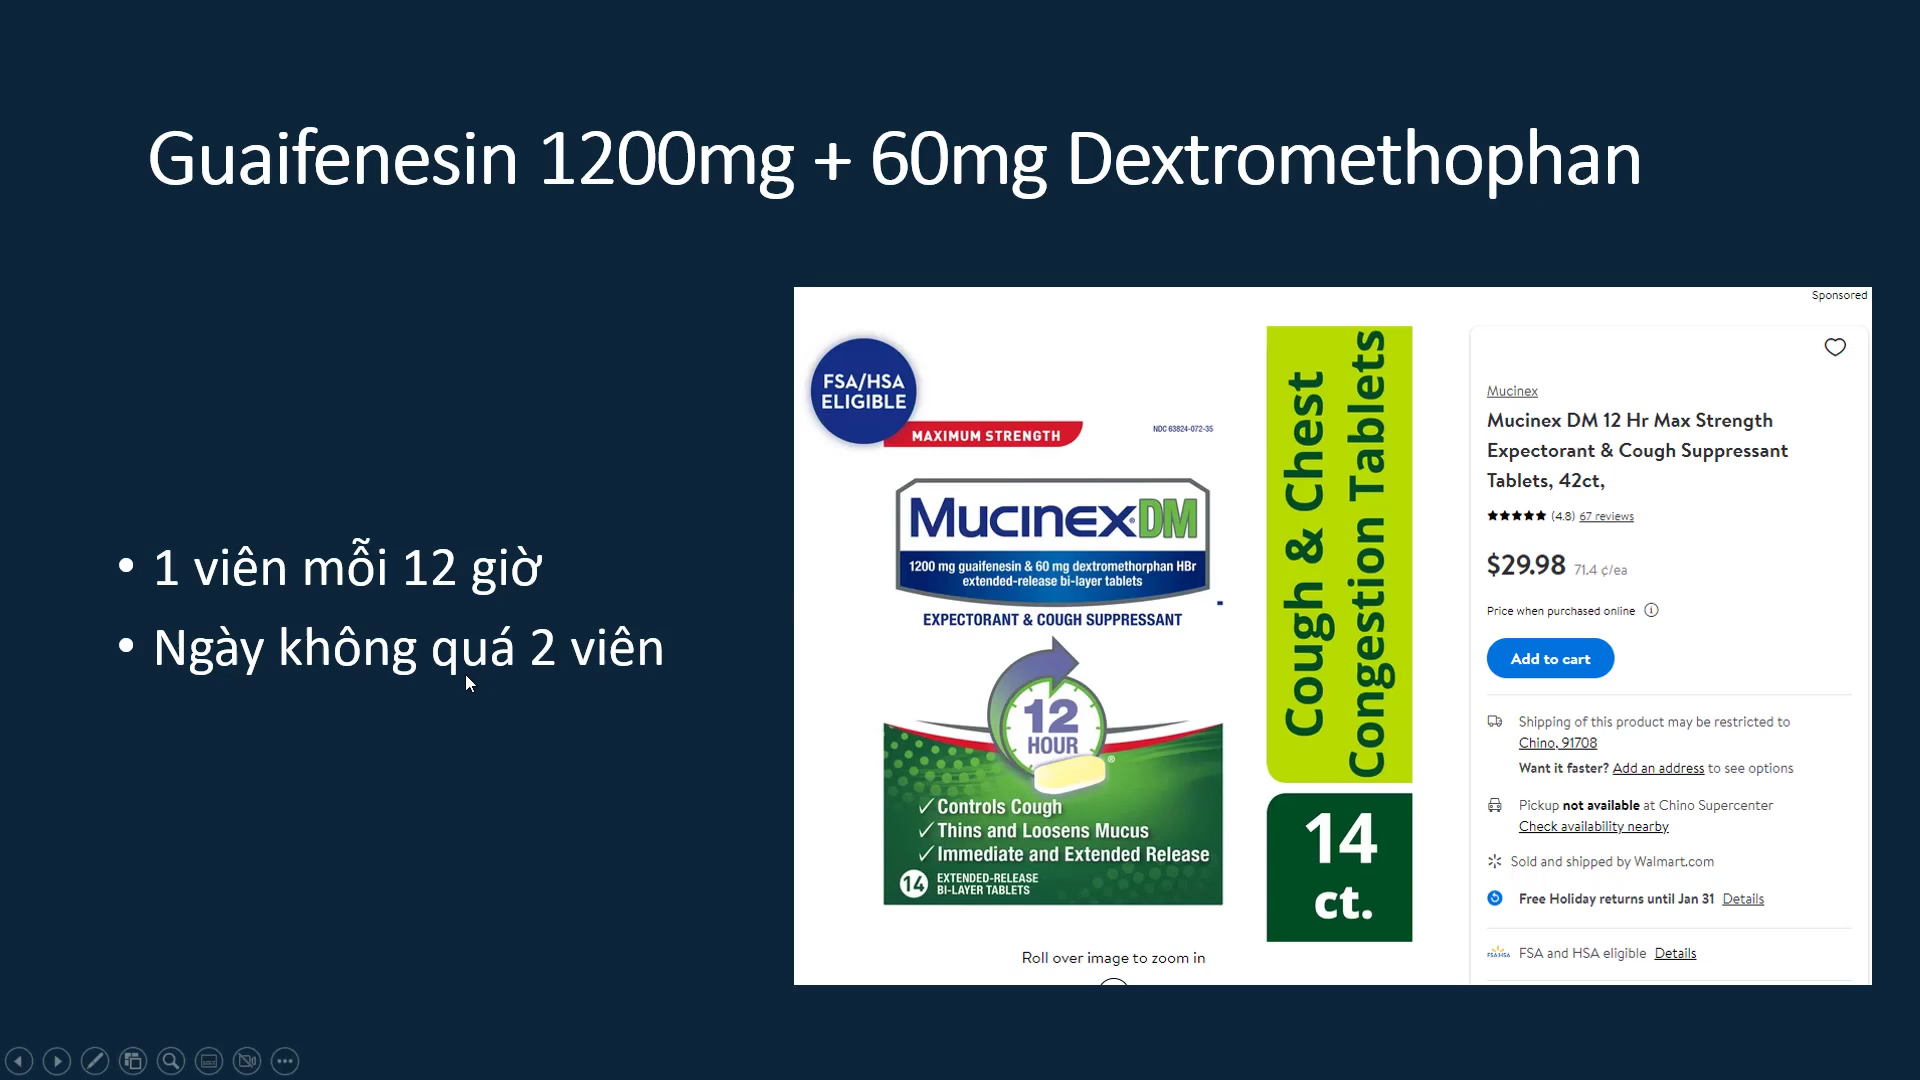 Guaifenesin 1200mg + 60mg Dextromethophan
• 1 viên mỗi 12 giờ
• Ngày không quá 2 viên
Sponsored
FSA/HSA
ELIGIBLE
MAXIMUM STRENGTH
NDC 63824-072-35
Mucinex® DM
1200 mg guaifenesin & 60 mg dextromethorphan HBr
extended-release bi-layer tablets
EXPECTORANT & COUGH SUPPRESSANT
12
HOUR
®
✓ Controls Cough
✓ Thins and Loosens Mucus
✓ Immediate and Extended Release
14 EXTENDED-RELEASE
BI-LAYER TABLETS
Cough & Chest
Congestion Tablets
14
ct.
Roll over image to zoom in
Mucinex
Mucinex DM 12 Hr Max Strength
Expectorant & Cough Suppressant
Tablets, 42ct,
★★★★★ (4.8) 67 reviews
$29.98 71.4 ¢/ea
Price when purchased online
Add to cart
Shipping of this product may be restricted to
Chino, 91708
Want it faster? Add an address to see options
Pickup not available at Chino Supercenter
Check availability nearby
Sold and shipped by Walmart.com
Free Holiday returns until Jan 31 Details
FSA and HSA eligible Details